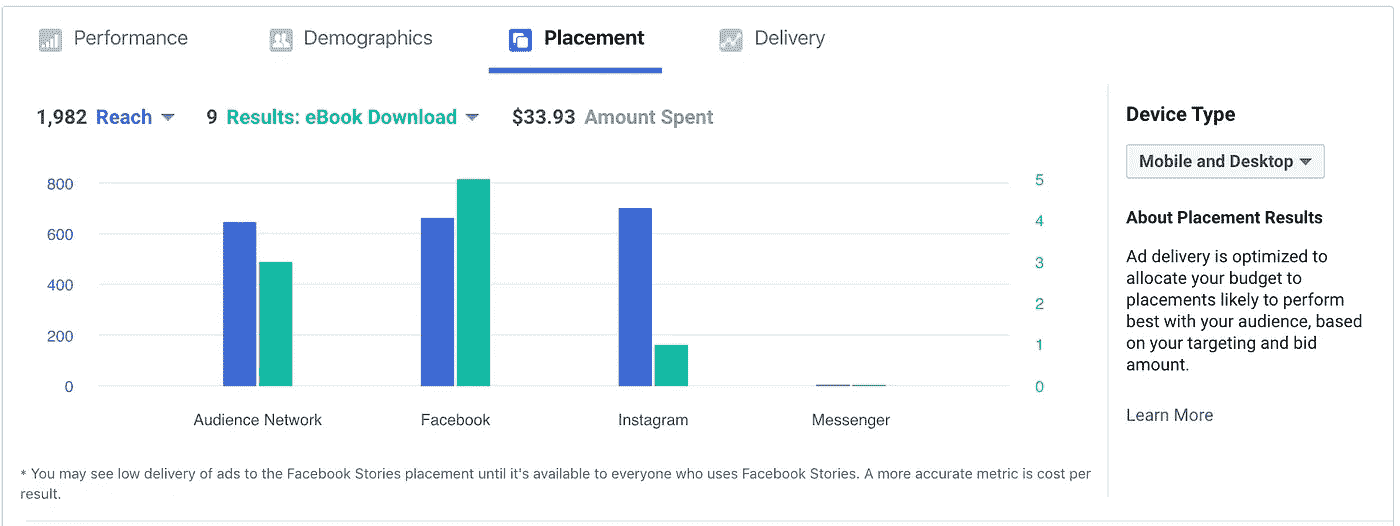 Performance Demographics Placement Delivery
1,982 Reach 9 Results: eBook Download $33.93 Amount Spent
800
600
400
200
0
5
4
3
2
1
0
Audience Network Facebook Instagram Messenger
* You may see low delivery of ads to the Facebook Stories placement until it's available to everyone who uses Facebook Stories. A more accurate metric is cost per
result.
Device Type
Mobile and Desktop
About Placement Results
Ad delivery is optimized to
allocate your budget to
placements likely to perform
best with your audience, based
on your targeting and bid
amount.
Learn More